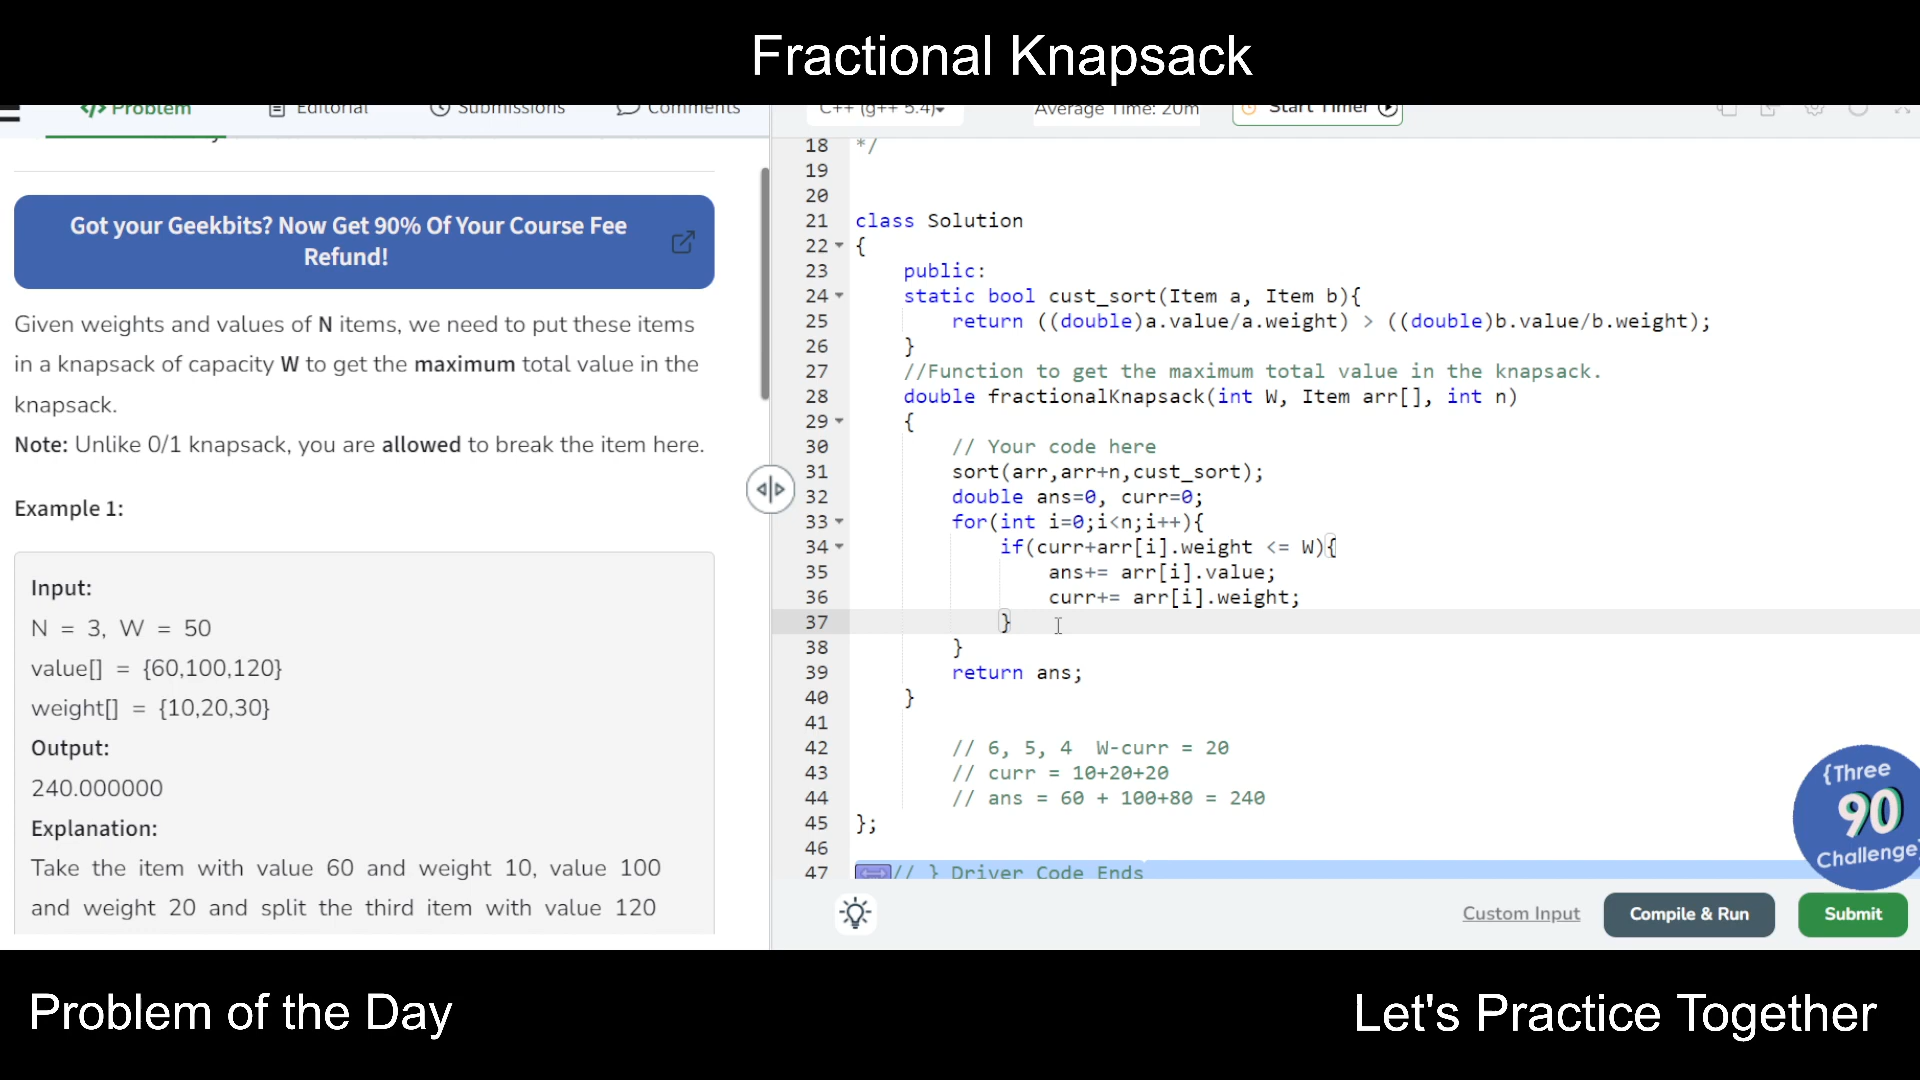 Fractional Knapsack
Problem
Editorial
Submissions
Comments
C++ (g++ 5.4)
Average Time: 20m
Start Timer
Got your Geekbits? Now Get 90% Of Your Course Fee
Refund!
Given weights and values of N items, we need to put these items
in a knapsack of capacity W to get the maximum total value in the
knapsack.
Note: Unlike 0/1 knapsack, you are allowed to break the item here.
Example 1:
Input:
N = 3, W = 50
value[] = {60,100,120}
weight[] = {10,20,30}
Output:
240.000000
Explanation:
Take the item with value 60 and weight 10, value 100
and weight 20 and split the third item with value 120
18 */
19
20
21 class Solution
22 {
23 public:
24 static bool cust_sort(Item a, Item b){
25 return ((double)a.value/a.weight) > ((double)b.value/b.weight);
26 }
27 //Function to get the maximum total value in the knapsack.
28 double fractionalKnapsack(int W, Item arr[], int n)
29 {
30 // Your code here
31 sort(arr,arr+n,cust_sort);
32 double ans=0, curr=0;
33 for(int i=0;i<n;i++){
34 if(curr+arr[i].weight <= W){
35 ans+= arr[i].value;
36 curr+= arr[i].weight;
37 }
38 }
39 return ans;
40 }
41
42 // 6, 5, 4 W-curr = 20
43 // curr = 10+20+20
44 // ans = 60 + 100+80 = 240
45 };
46
47 // } Driver Code Ends
{Three
90
Challenge}
Custom Input
Compile & Run
Submit
Problem of the Day
Let's Practice Together